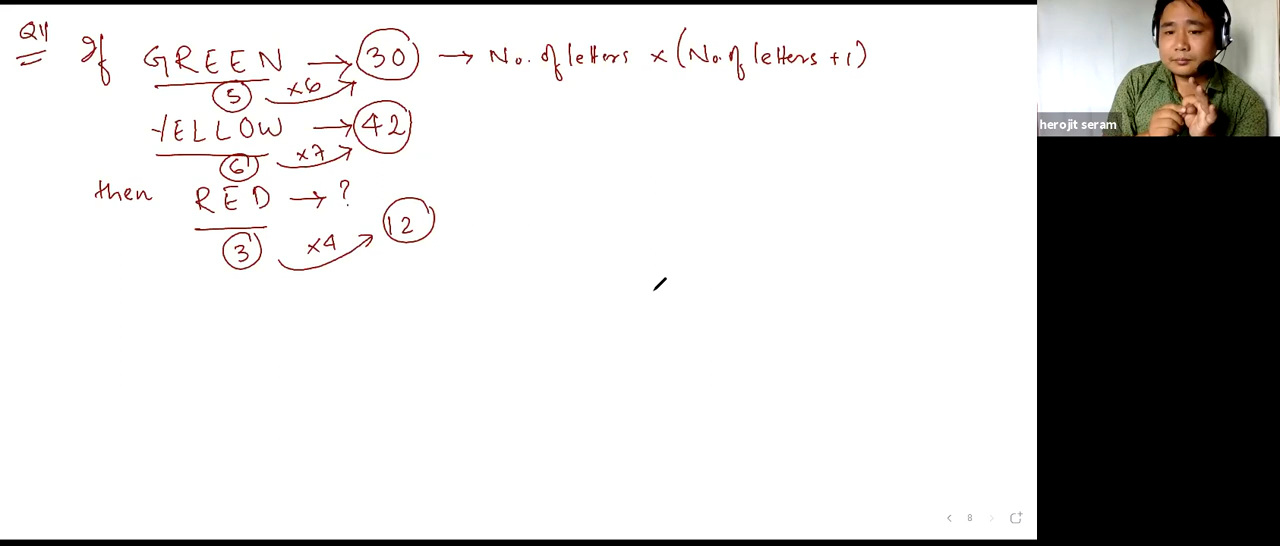 Q4
If GREEN → 30 → No. of letters × (No. of letters + 1)
5 ×6
YELLOW → 42
6 ×7
then RED → ?
3 ×4 12
herojit seram
8